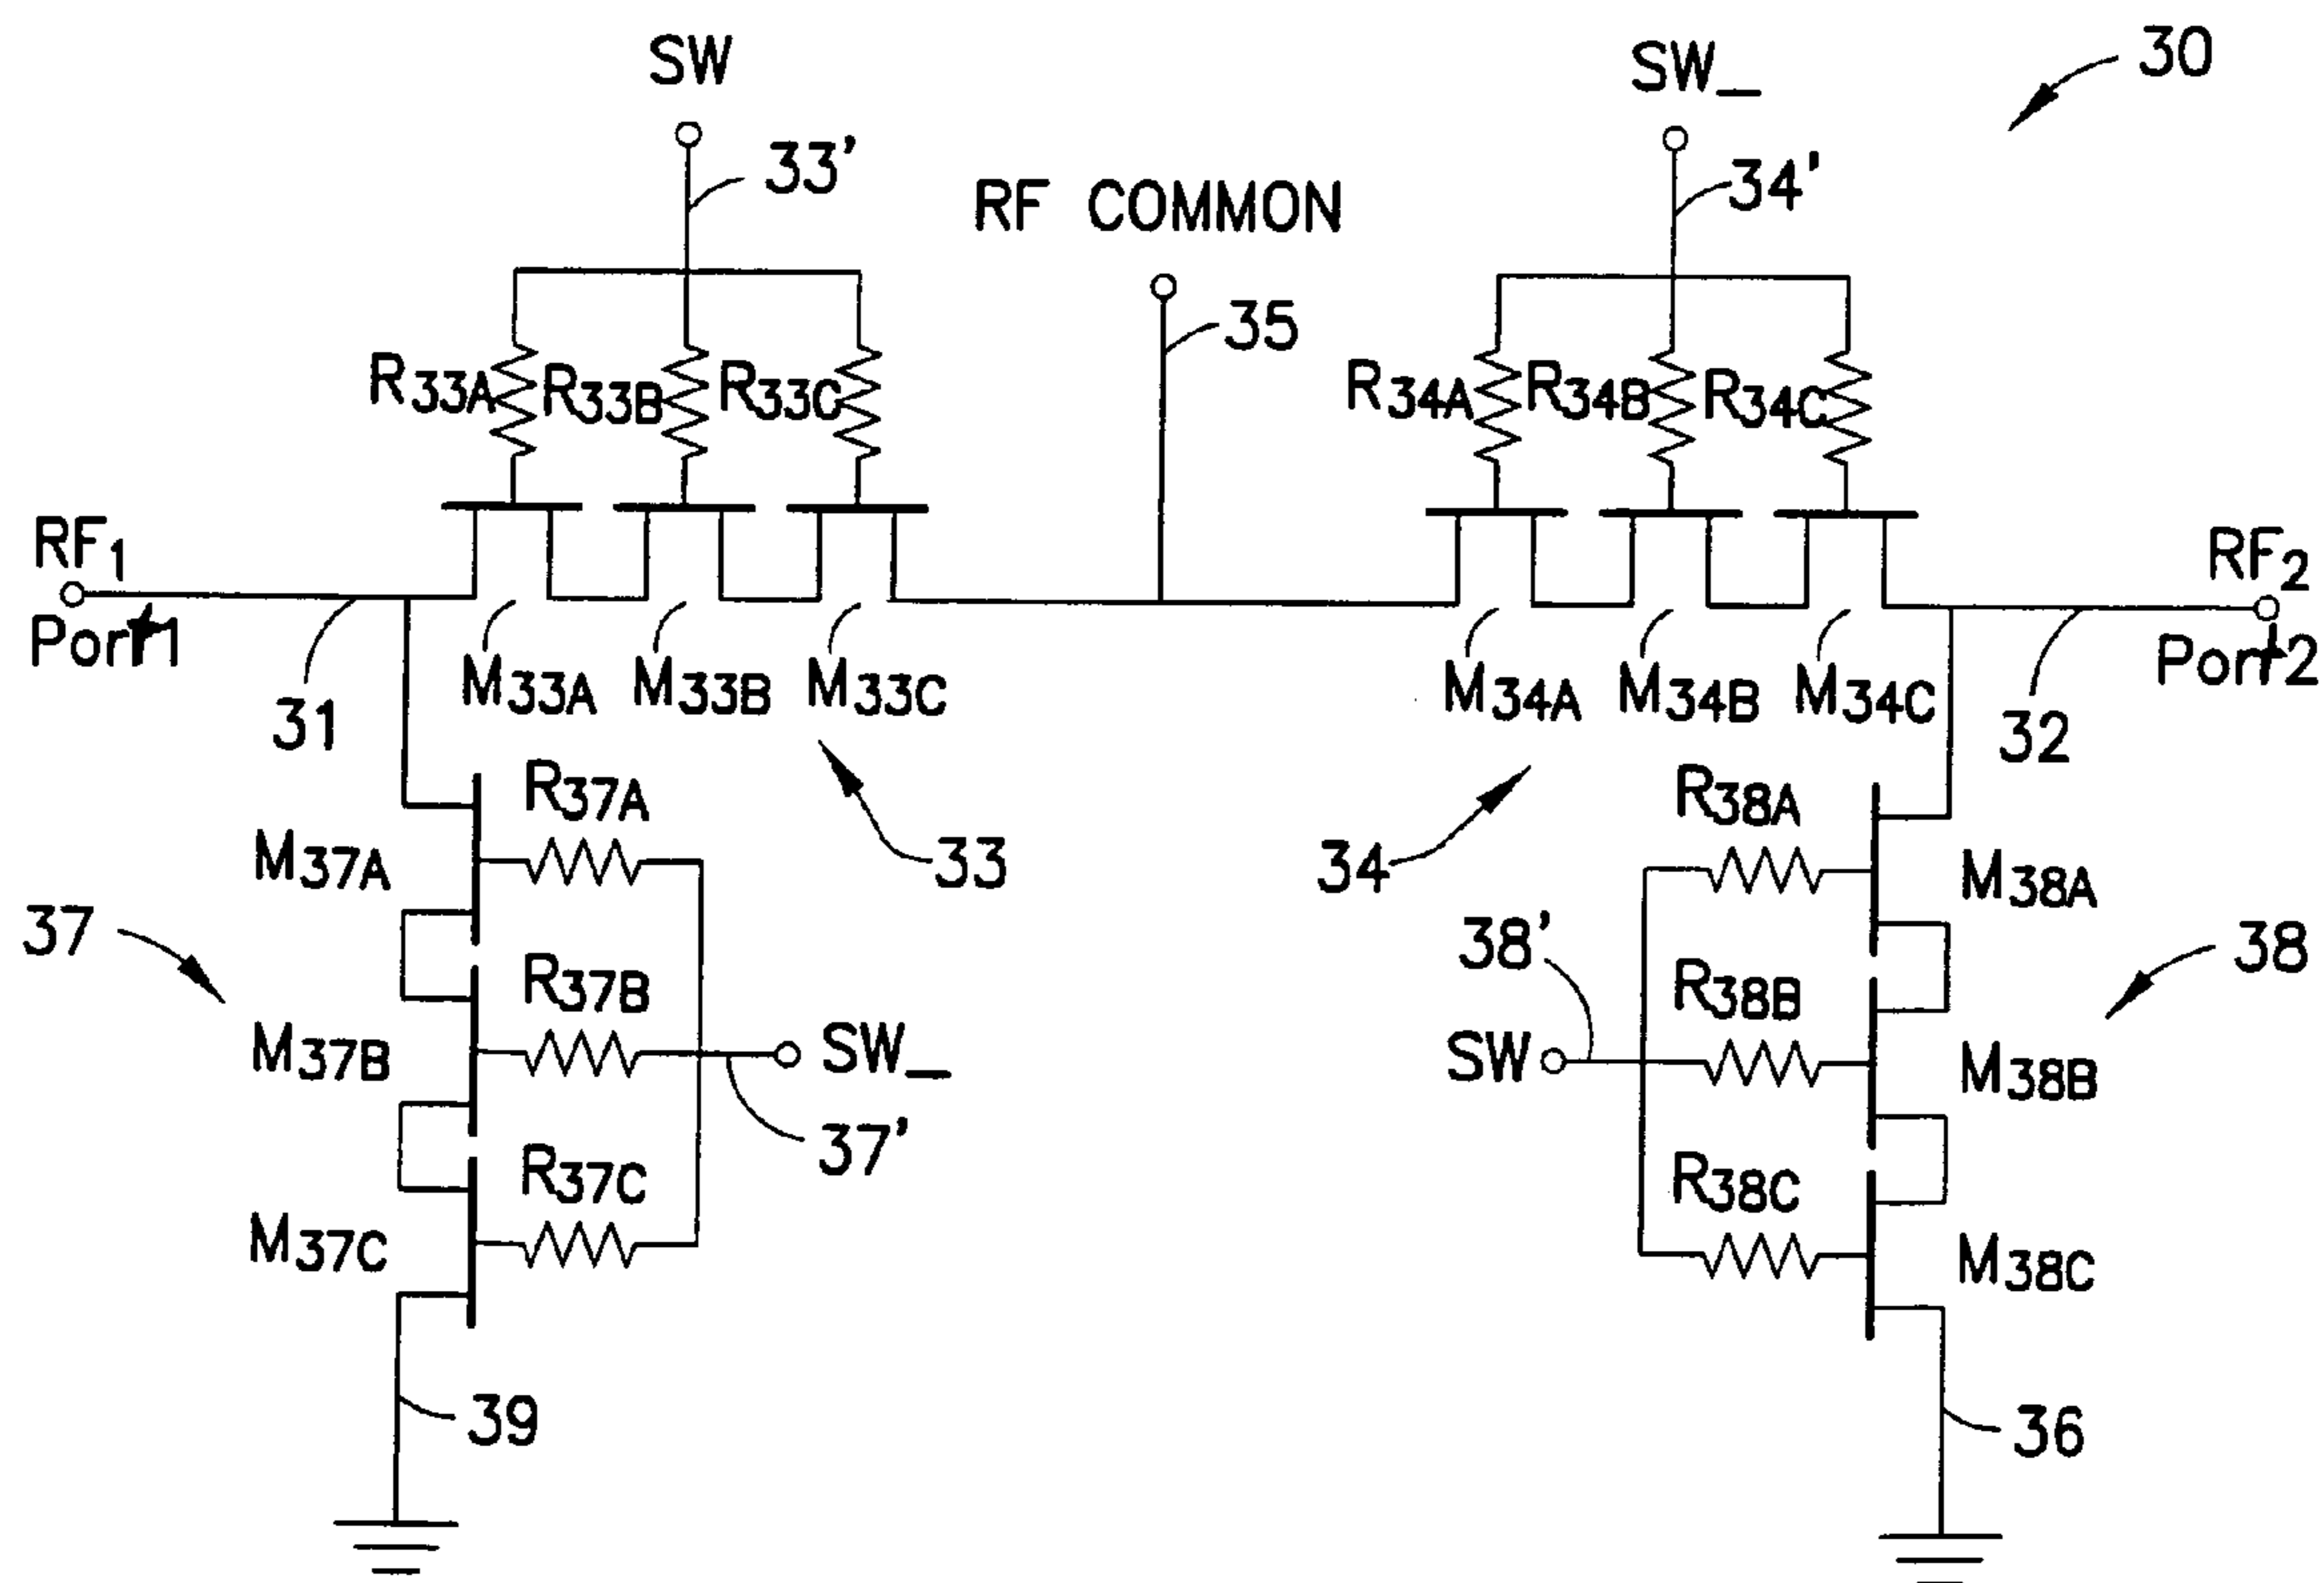 SW
SW_
30
33'
34'
RF COMMON
35
R33A
R33B
R33C
R34A
R34B
R34C
RF1
RF2
Port1
Port2
M33A
M33B
M33C
M34A
M34B
M34C
31
32
R37A
R38A
M37A
33
34
M38A
37
38'
38
R37B
R38B
M37B
SW_
SW
M38B
37'
R37C
R38C
M37C
M38C
39
36